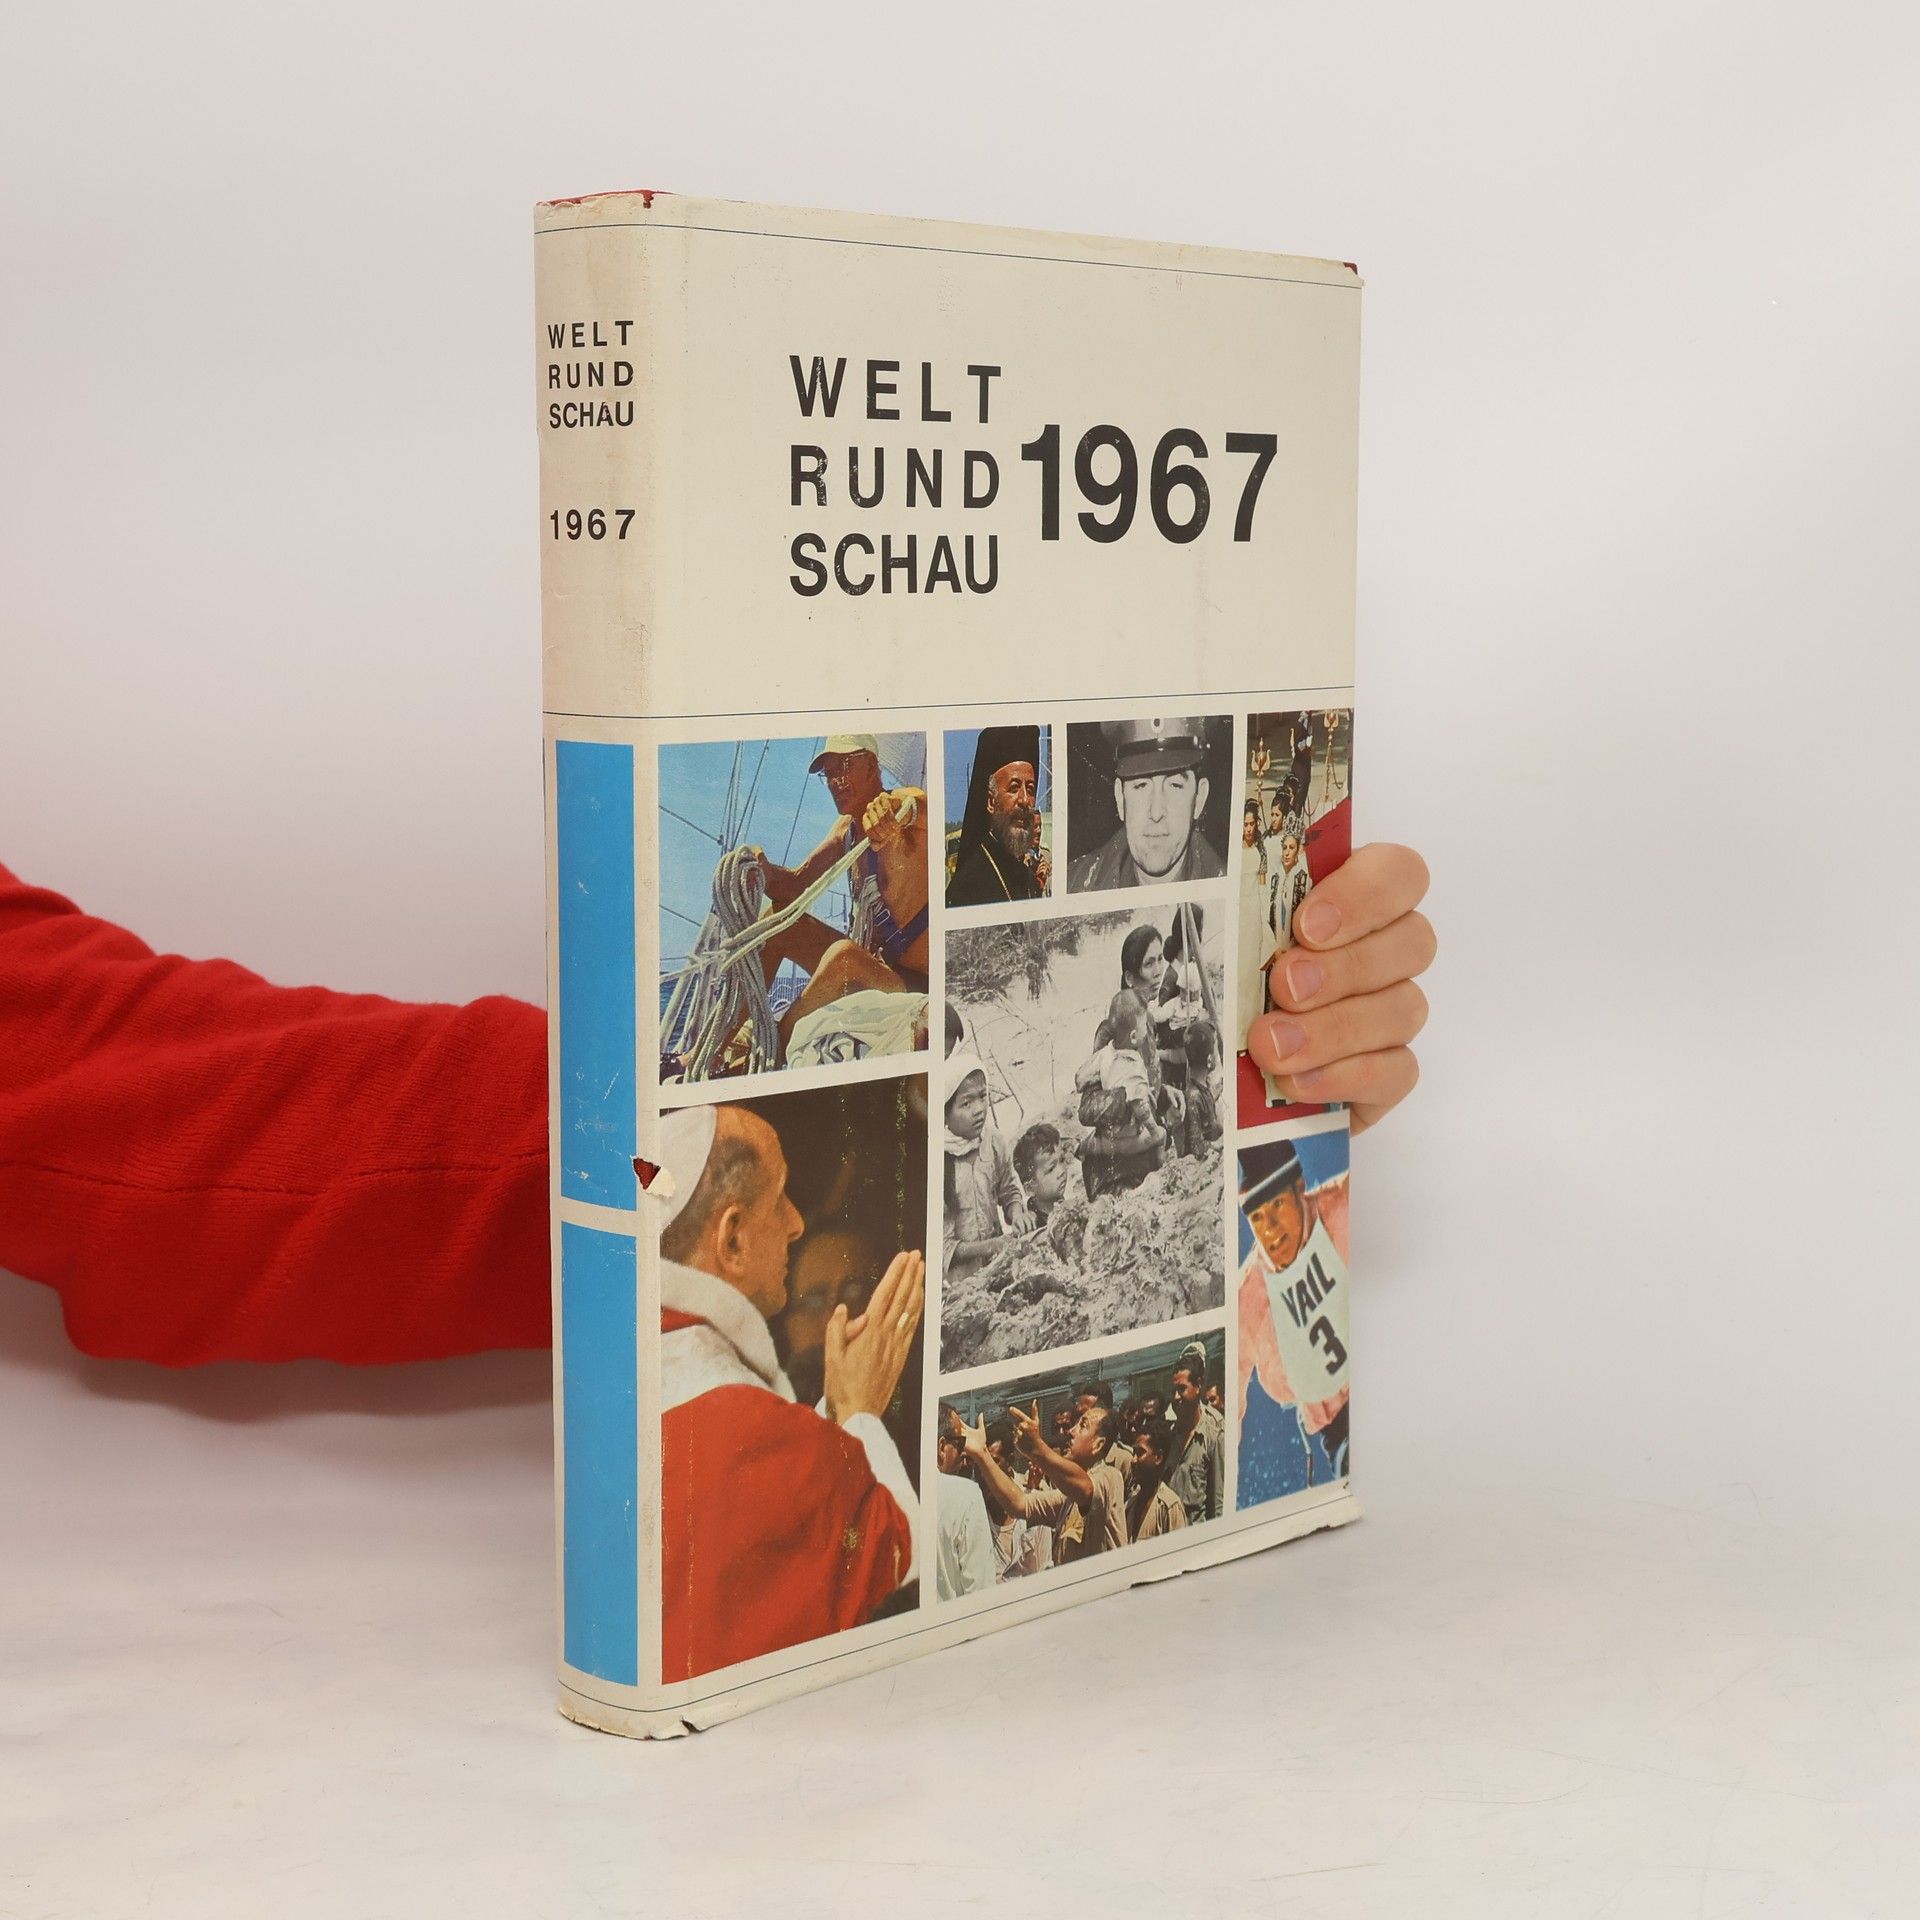 WELT
RUND
SCHAU
1967
WELT
RUND
SCHAU
1967
VAIL
3